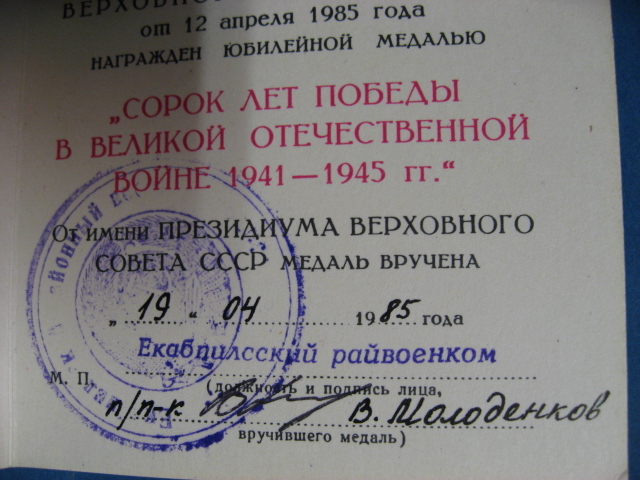 ВЕРХОВНО
от 12 апреля 1985 года
НАГРАЖДЕН ЮБИЛЕЙНОЙ МЕДАЛЬЮ
„СОРОК ЛЕТ ПОБЕДЫ
В ВЕЛИКОЙ ОТЕЧЕСТВЕННОЙ
ВОЙНЕ 1941—1945 гг.“
От имени ПРЕЗИДИУМА ВЕРХОВНОГО
СОВЕТА СССР МЕДАЛЬ ВРУЧЕНА
„19“ 04 1985 года
Екабпилсский райвоенком
М. П.
(должность и подпись лица,
п/п-к В. Молоденков
вручившего медаль)